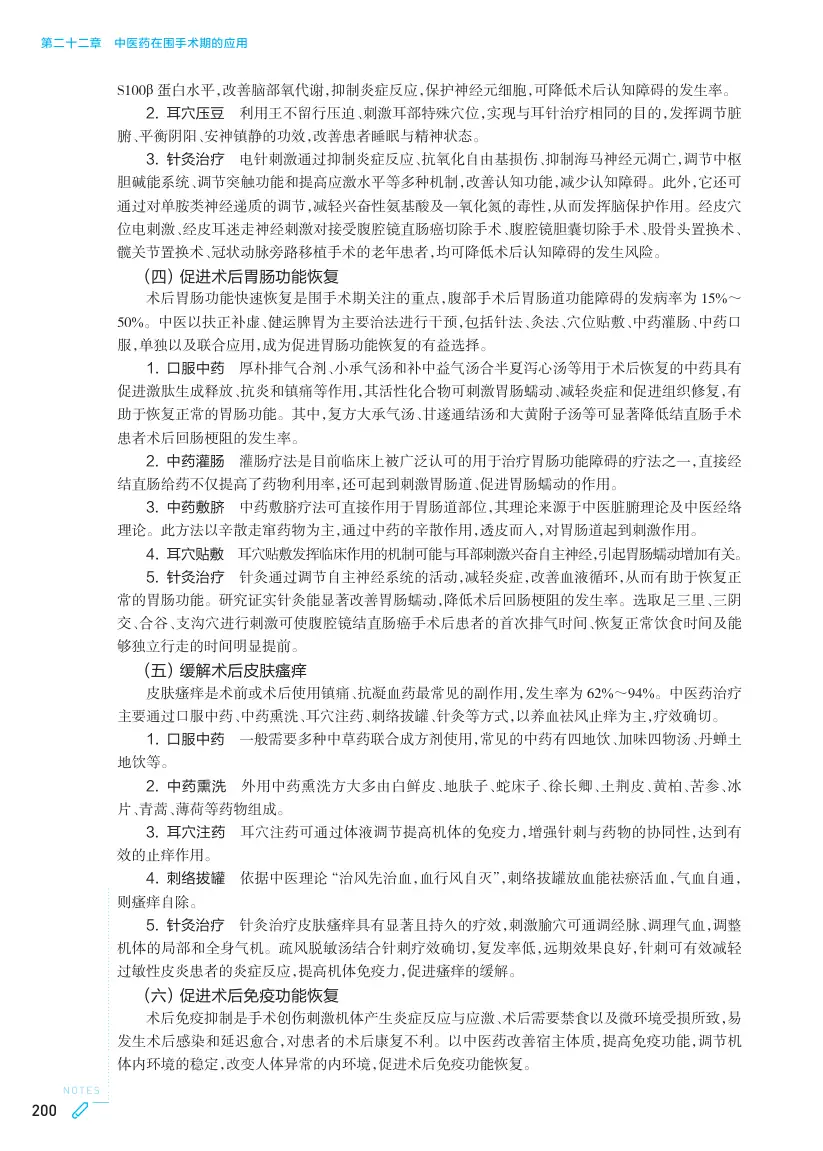 第二十二章　中医药在围手术期的应用
S100β 蛋白水平,改善脑部氧代谢,抑制炎症反应,保护神经元细胞,可降低术后认知障碍的发生率。
2. 耳穴压豆　利用王不留行压迫、刺激耳部特殊穴位,实现与耳针治疗相同的目的,发挥调节脏
腑、平衡阴阳、安神镇静的功效,改善患者睡眠与精神状态。
3. 针灸治疗　电针刺激通过抑制炎症反应、抗氧化自由基损伤、抑制海马神经元凋亡,调节中枢
胆碱能系统、调节突触功能和提高应激水平等多种机制,改善认知功能,减少认知障碍。此外,它还可
通过对单胺类神经递质的调节,减轻兴奋性氨基酸及一氧化氮的毒性,从而发挥脑保护作用。经皮穴
位电刺激、经皮耳迷走神经刺激对接受腹腔镜直肠癌切除手术、腹腔镜胆囊切除手术、股骨头置换术、
髋关节置换术、冠状动脉旁路移植手术的老年患者,均可降低术后认知障碍的发生风险。
（四）促进术后胃肠功能恢复
术后胃肠功能快速恢复是围手术期关注的重点,腹部手术后胃肠道功能障碍的发病率为 15%～
50%。中医以扶正补虚、健运脾胃为主要治法进行干预,包括针法、灸法、穴位贴敷、中药灌肠、中药口
服,单独以及联合应用,成为促进胃肠功能恢复的有益选择。
1. 口服中药　厚朴排气合剂、小承气汤和补中益气汤合半夏泻心汤等用于术后恢复的中药具有
促进激肽生成释放、抗炎和镇痛等作用,其活性化合物可刺激胃肠蠕动、减轻炎症和促进组织修复,有
助于恢复正常的胃肠功能。其中,复方大承气汤、甘遂通结汤和大黄附子汤等可显著降低结直肠手术
患者术后回肠梗阻的发生率。
2. 中药灌肠　灌肠疗法是目前临床上被广泛认可的用于治疗胃肠功能障碍的疗法之一,直接经
结直肠给药不仅提高了药物利用率,还可起到刺激胃肠道、促进胃肠蠕动的作用。
3. 中药敷脐　中药敷脐疗法可直接作用于胃肠道部位,其理论来源于中医脏腑理论及中医经络
理论。此方法以辛散走窜药物为主,通过中药的辛散作用,透皮而入,对胃肠道起到刺激作用。
4. 耳穴贴敷　耳穴贴敷发挥临床作用的机制可能与耳部刺激兴奋自主神经,引起胃肠蠕动增加有关。
5. 针灸治疗　针灸通过调节自主神经系统的活动,减轻炎症,改善血液循环,从而有助于恢复正
常的胃肠功能。研究证实针灸能显著改善胃肠蠕动,降低术后回肠梗阻的发生率。选取足三里、三阴
交、合谷、支沟穴进行刺激可使腹腔镜结直肠癌手术后患者的首次排气时间、恢复正常饮食时间及能
够独立行走的时间明显提前。
（五）缓解术后皮肤瘙痒
皮肤瘙痒是术前或术后使用镇痛、抗凝血药最常见的副作用,发生率为 62%～94%。中医药治疗
主要通过口服中药、中药熏洗、耳穴注药、刺络拔罐、针灸等方式,以养血祛风止痒为主,疗效确切。
1. 口服中药　一般需要多种中草药联合成方剂使用,常见的中药有四地饮、加味四物汤、丹蝉土
地饮等。
2. 中药熏洗　外用中药熏洗方大多由白鲜皮、地肤子、蛇床子、徐长卿、土荆皮、黄柏、苦参、冰
片、青蒿、薄荷等药物组成。
3. 耳穴注药　耳穴注药可通过体液调节提高机体的免疫力,增强针刺与药物的协同性,达到有
效的止痒作用。
4. 刺络拔罐　依据中医理论“治风先治血,血行风自灭”,刺络拔罐放血能祛瘀活血,气血自通,
则瘙痒自除。
5. 针灸治疗　针灸治疗皮肤瘙痒具有显著且持久的疗效,刺激腧穴可通调经脉、调理气血,调整
机体的局部和全身气机。疏风脱敏汤结合针刺疗效确切,复发率低,远期效果良好,针刺可有效减轻
过敏性皮炎患者的炎症反应,提高机体免疫力,促进瘙痒的缓解。
（六）促进术后免疫功能恢复
术后免疫抑制是手术创伤刺激机体产生炎症反应与应激、术后需要禁食以及微环境受损所致,易
发生术后感染和延迟愈合,对患者的术后康复不利。以中医药改善宿主体质,提高免疫功能,调节机
体内环境的稳定,改变人体异常的内环境,促进术后免疫功能恢复。
NOTES
200